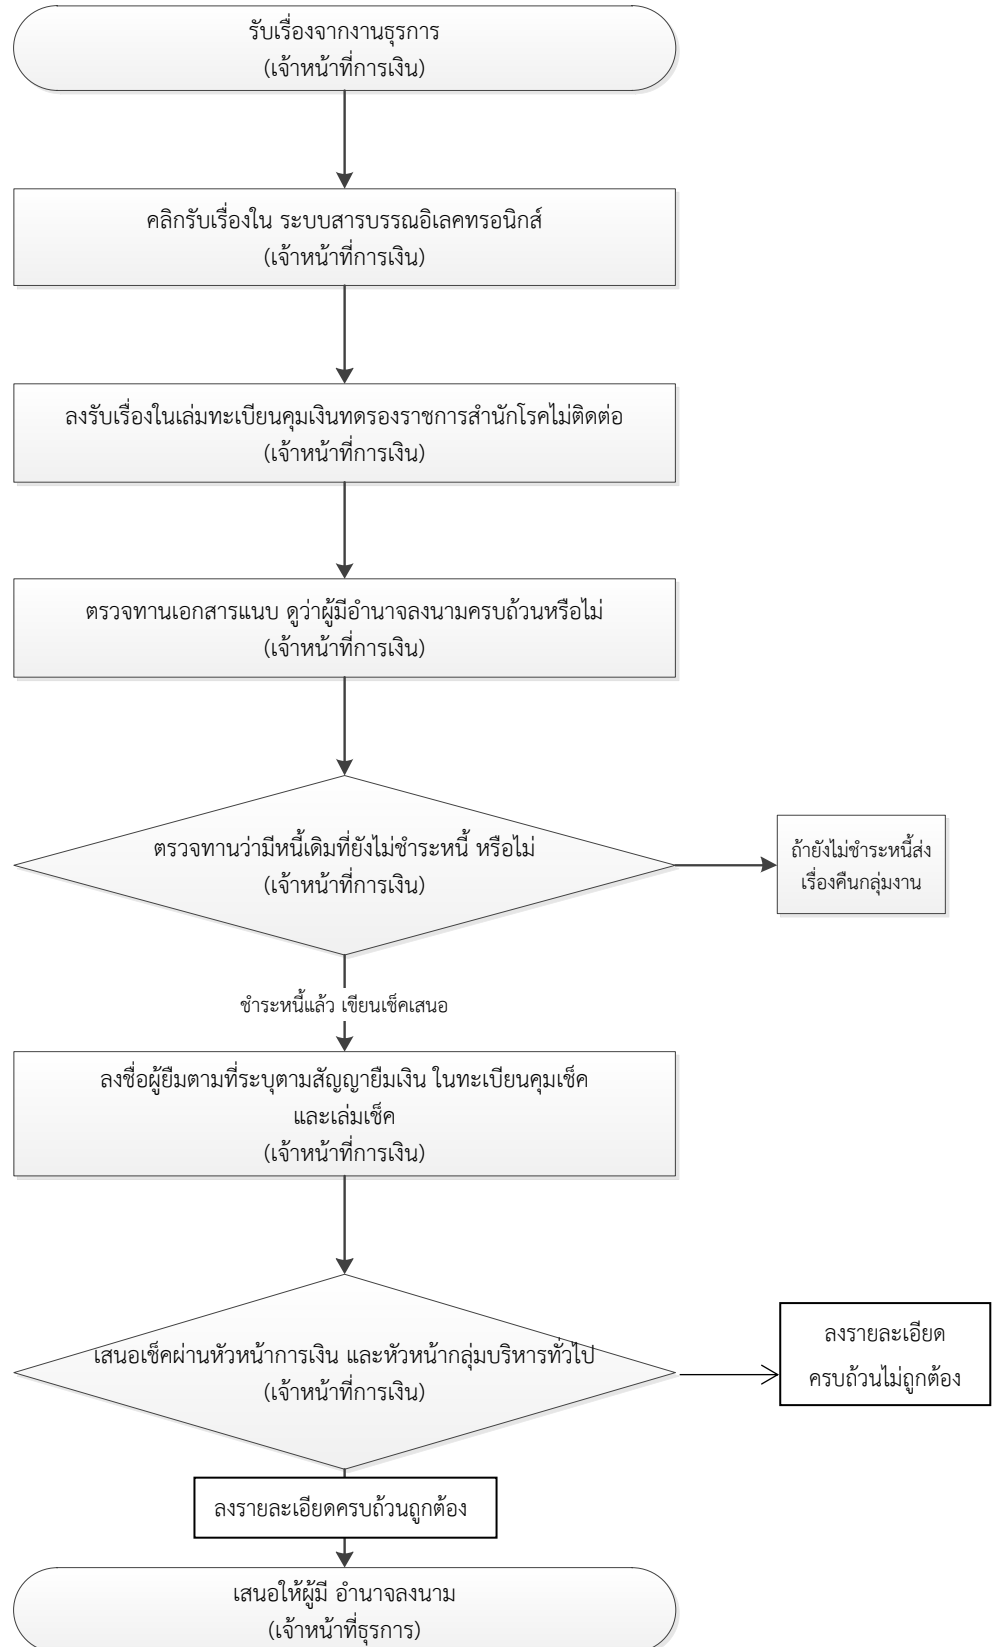 รับเรื่องจากงานธุรการ
(เจ้าหน้าที่การเงิน)
คลิกรับเรื่องใน ระบบสารบรรณอิเลคทรอนิกส์
(เจ้าหน้าที่การเงิน)
ลงรับเรื่องในเล่มทะเบียนคุมเงินทดรองราชการสำนักโรคไม่ติดต่อ
(เจ้าหน้าที่การเงิน)
ตรวจทานเอกสารแนบ ดูว่าผู้มีอำนาจลงนามครบถ้วนหรือไม่
(เจ้าหน้าที่การเงิน)
ตรวจทานว่ามีหนี้เดิมที่ยังไม่ชำระหนี้ หรือไม่
(เจ้าหน้าที่การเงิน)
ถ้ายังไม่ชำระหนี้ส่ง
เรื่องคืนกลุ่มงาน
ชำระหนี้แล้ว เขียนเช็คเสนอ
ลงชื่อผู้ยืมตามที่ระบุตามสัญญายืมเงิน ในทะเบียนคุมเช็ค
และเล่มเช็ค
(เจ้าหน้าที่การเงิน)
เสนอเช็คผ่านหัวหน้าการเงิน และหัวหน้ากลุ่มบริหารทั่วไป
(เจ้าหน้าที่การเงิน)
ลงรายละเอียด
ครบถ้วนไม่ถูกต้อง
ลงรายละเอียดครบถ้วนถูกต้อง
เสนอให้ผู้มี อำนาจลงนาม
(เจ้าหน้าที่ธุรการ)